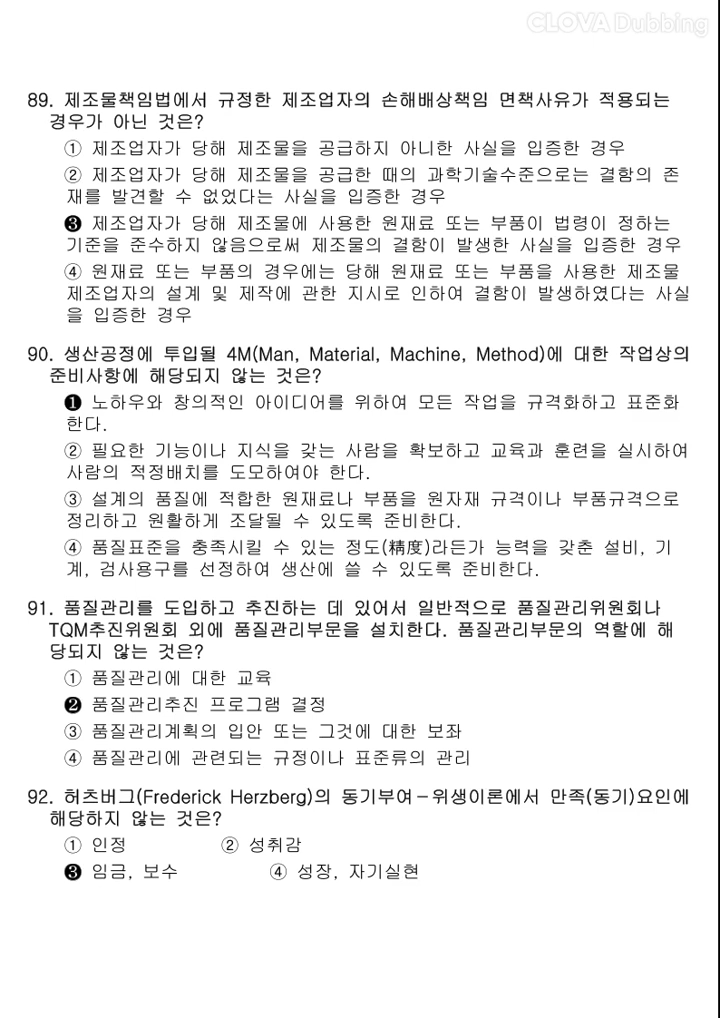 CLOVA Dubbing
89. 제조물책임법에서 규정한 제조업자의 손해배상책임 면책사유가 적용되는
경우가 아닌 것은?
① 제조업자가 당해 제조물을 공급하지 아니한 사실을 입증한 경우
② 제조업자가 당해 제조물을 공급한 때의 과학기술수준으로는 결함의 존
재를 발견할 수 없었다는 사실을 입증한 경우
❸ 제조업자가 당해 제조물에 사용한 원재료 또는 부품이 법령이 정하는
기준을 준수하지 않음으로써 제조물의 결함이 발생한 사실을 입증한 경우
④ 원재료 또는 부품의 경우에는 당해 원재료 또는 부품을 사용한 제조물
제조업자의 설계 및 제작에 관한 지시로 인하여 결함이 발생하였다는 사실
을 입증한 경우
90. 생산공정에 투입될 4M(Man, Material, Machine, Method)에 대한 작업상의
준비사항에 해당되지 않는 것은?
❶ 노하우와 창의적인 아이디어를 위하여 모든 작업을 규격화하고 표준화
한다.
② 필요한 기능이나 지식을 갖는 사람을 확보하고 교육과 훈련을 실시하여
사람의 적정배치를 도모하여야 한다.
③ 설계의 품질에 적합한 원재료나 부품을 원자재 규격이나 부품규격으로
정리하고 원활하게 조달될 수 있도록 준비한다.
④ 품질표준을 충족시킬 수 있는 정도(精度)라든가 능력을 갖춘 설비, 기
계, 검사용구를 선정하여 생산에 쓸 수 있도록 준비한다.
91. 품질관리를 도입하고 추진하는 데 있어서 일반적으로 품질관리위원회나
TQM추진위원회 외에 품질관리부문을 설치한다. 품질관리부문의 역할에 해
당되지 않는 것은?
① 품질관리에 대한 교육
❷ 품질관리추진 프로그램 결정
③ 품질관리계획의 입안 또는 그것에 대한 보좌
④ 품질관리에 관련되는 규정이나 표준류의 관리
92. 허츠버그(Frederick Herzberg)의 동기부여－위생이론에서 만족(동기)요인에
해당하지 않는 것은?
① 인정 ② 성취감
❸ 임금, 보수 ④ 성장, 자기실현